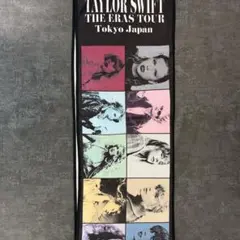 TAYLOR SWIFT
THE ERAS TOUR
Tokyo Japan